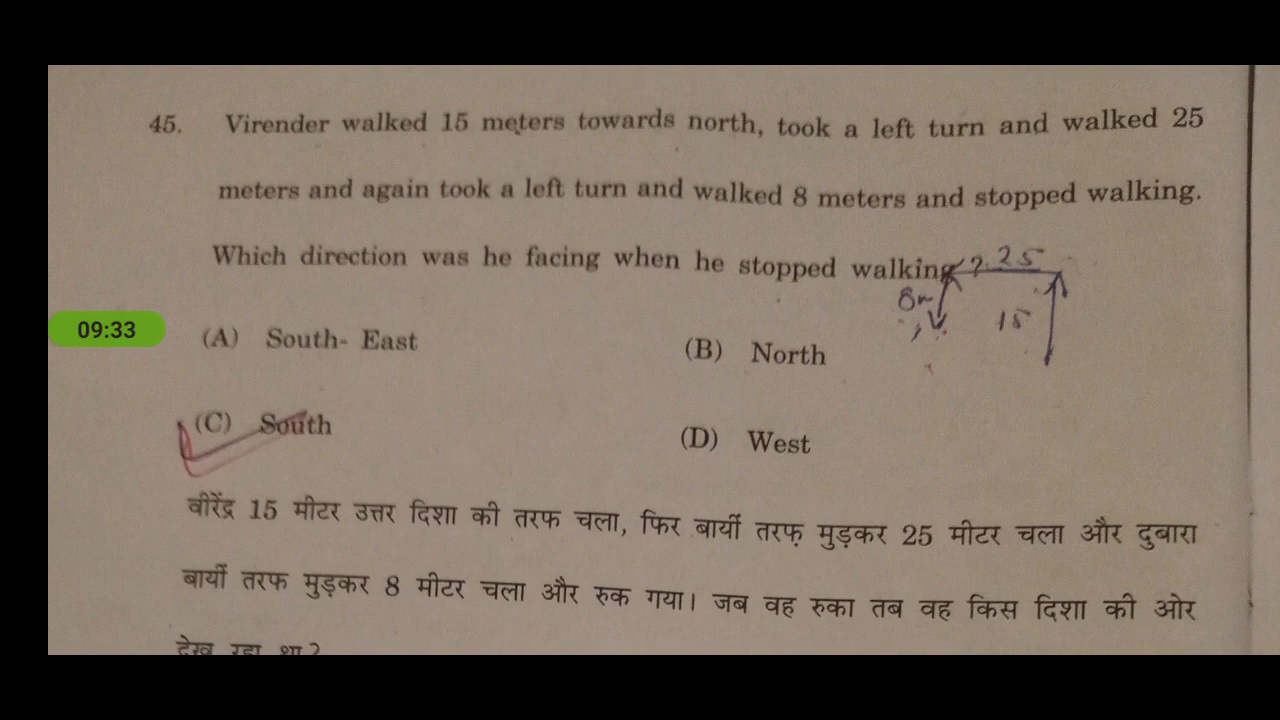 45. Virender walked 15 meters towards north, took a left turn and walked 25
meters and again took a left turn and walked 8 meters and stopped walking.
Which direction was he facing when he stopped walking?
25
8m
15
09:33
(A) South- East
(B) North
(C) South
(D) West
वीरेंद्र 15 मीटर उत्तर दिशा की तरफ चला, फिर बायीं तरफ़ मुड़कर 25 मीटर चला और दुबारा
बायीं तरफ मुड़कर 8 मीटर चला और रुक गया। जब वह रुका तब वह किस दिशा की ओर
देख रहा था?